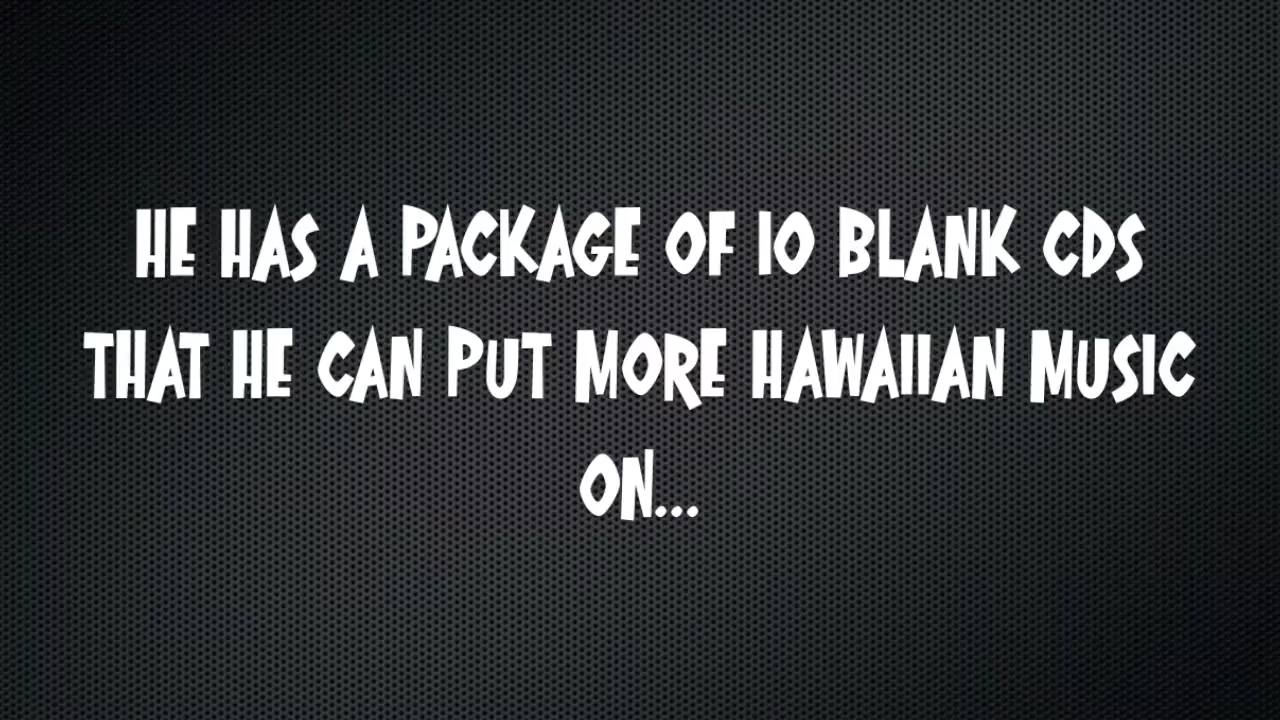 HE HAS A PACKAGE OF 10 BLANK CDS
THAT HE CAN PUT MORE HAWAIIAN MUSIC
ON...